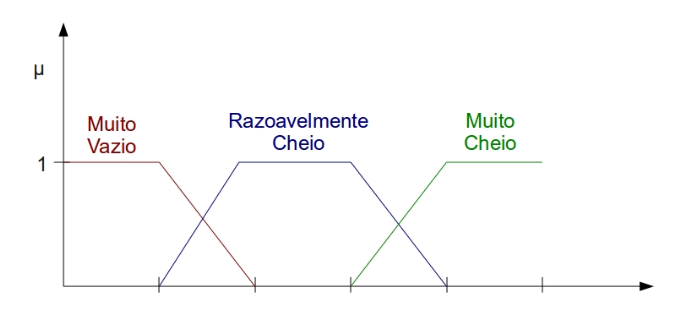 μ
Muito
Vazio
Razoavelmente
Cheio
Muito
Cheio
1